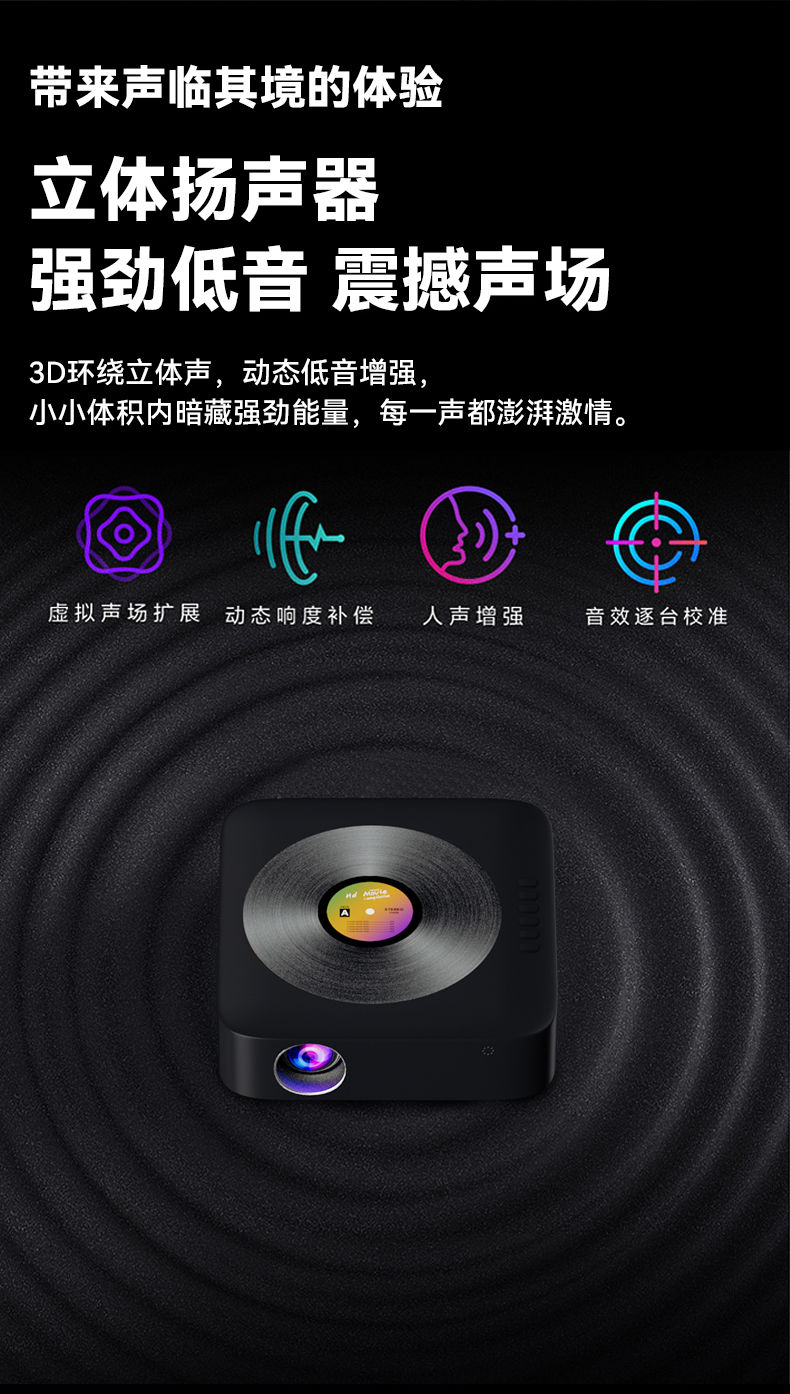 带来声临其境的体验
立体扬声器
强劲低音 震撼声场
3D环绕立体声，动态低音增强，
小小体积内暗藏强劲能量，每一声都澎湃激情。
虚拟声场扩展 动态响度补偿 人声增强 音效逐台校准
Hd Movie
A
STEREO